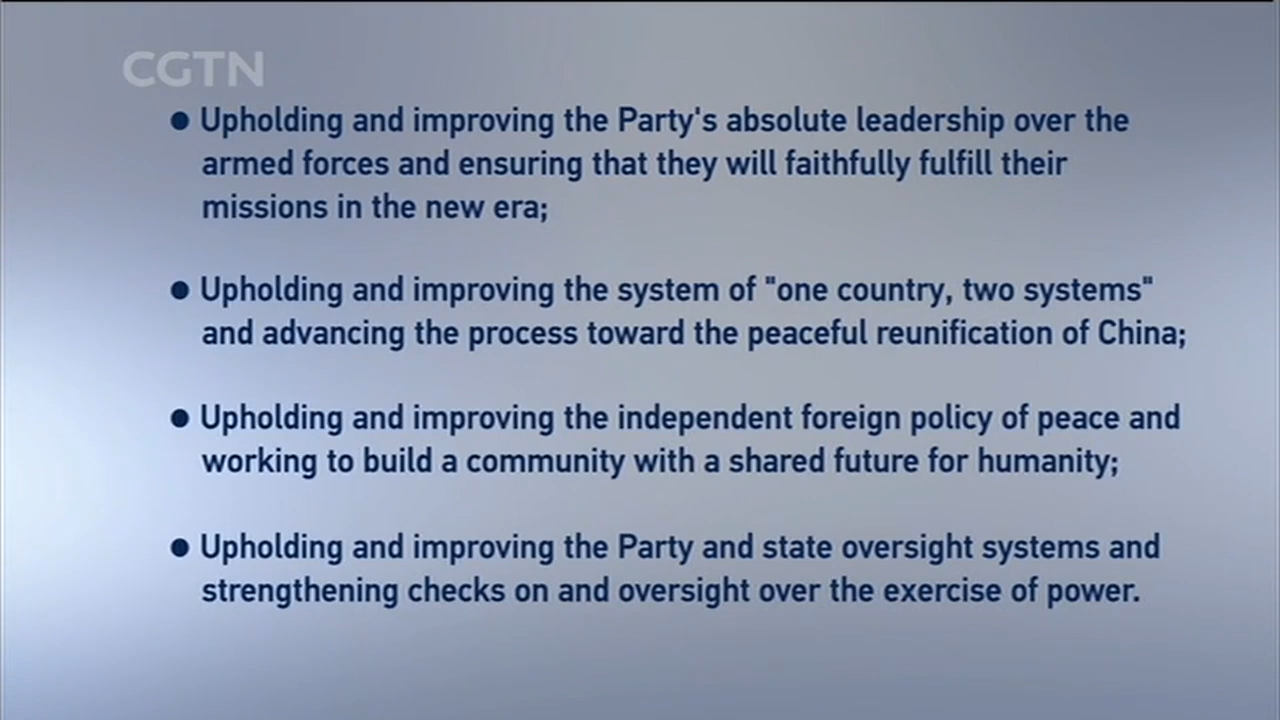 CGTN
● Upholding and improving the Party's absolute leadership over the
armed forces and ensuring that they will faithfully fulfill their
missions in the new era;
● Upholding and improving the system of "one country, two systems"
and advancing the process toward the peaceful reunification of China;
● Upholding and improving the independent foreign policy of peace and
working to build a community with a shared future for humanity;
● Upholding and improving the Party and state oversight systems and
strengthening checks on and oversight over the exercise of power.